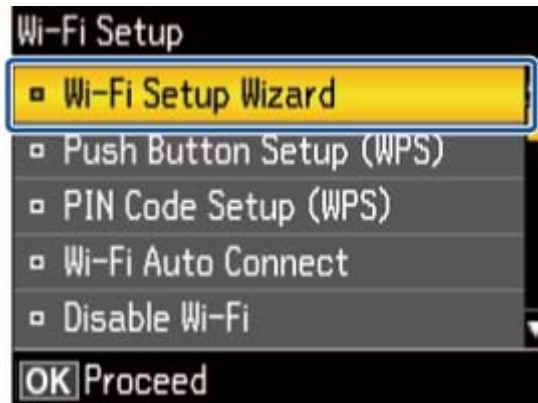 Wi-Fi Setup
Wi-Fi Setup Wizard
Push Button Setup (WPS)
PIN Code Setup (WPS)
Wi-Fi Auto Connect
Disable Wi-Fi
OK Proceed